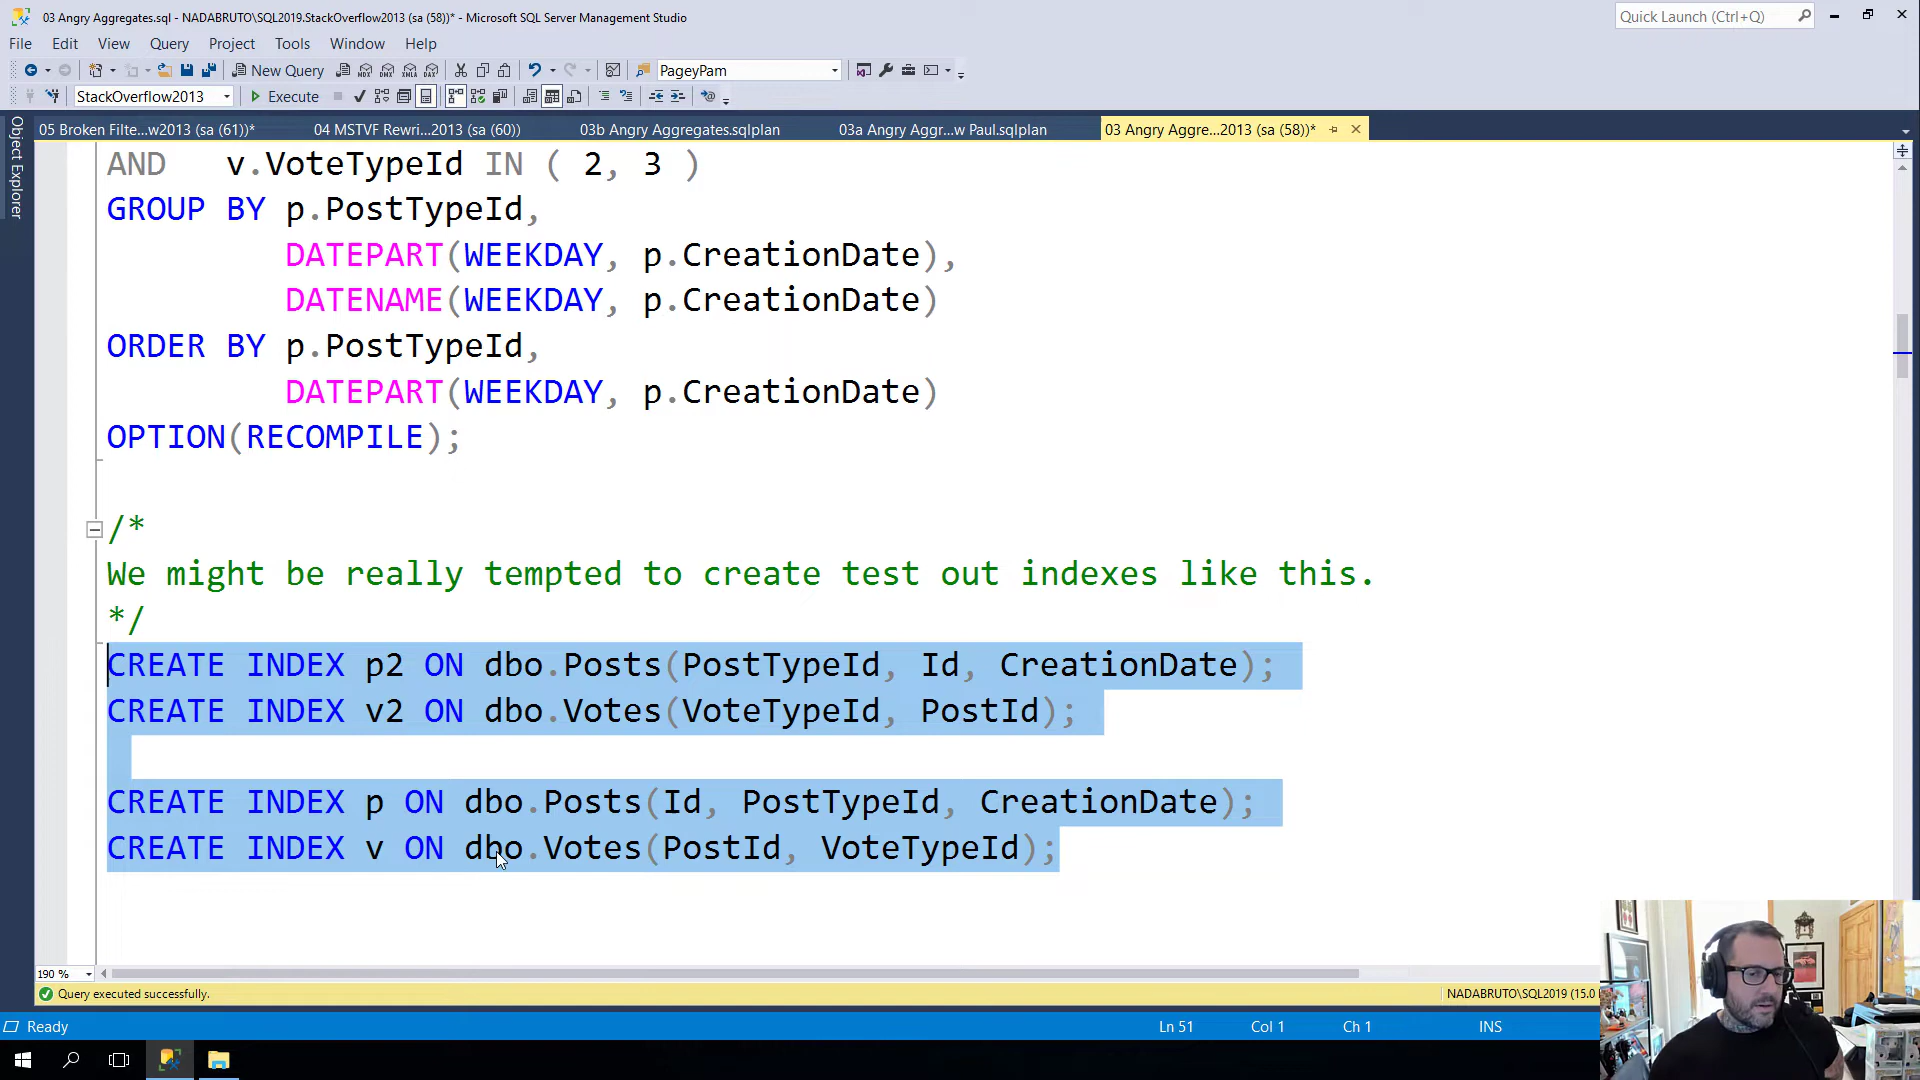 03 Angry Aggregates.sql - NADABRUTO\SQL2019.StackOverflow2013 (sa (58))* - Microsoft SQL Server Management Studio
Quick Launch (Ctrl+Q)
File Edit View Query Project Tools Window Help
New Query MDX DMX XMLA DAX PageyPam
StackOverflow2013 Execute
05 Broken Filte...w2013 (sa (61))* 04 MSTVF Rewri...2013 (sa (60)) 03b Angry Aggregates.sqlplan 03a Angry Aggr...w Paul.sqlplan 03 Angry Aggre...2013 (sa (58))*
Object Explorer
AND v.VoteTypeId IN ( 2, 3 )
GROUP BY p.PostTypeId,
DATEPART(WEEKDAY, p.CreationDate),
DATENAME(WEEKDAY, p.CreationDate)
ORDER BY p.PostTypeId,
DATEPART(WEEKDAY, p.CreationDate)
OPTION(RECOMPILE);
/*
We might be really tempted to create test out indexes like this.
*/
CREATE INDEX p2 ON dbo.Posts(PostTypeId, Id, CreationDate);
CREATE INDEX v2 ON dbo.Votes(VoteTypeId, PostId);
CREATE INDEX p ON dbo.Posts(Id, PostTypeId, CreationDate);
CREATE INDEX v ON dbo.Votes(PostId, VoteTypeId);
190 %
Query executed successfully. NADABRUTO\SQL2019 (15.0
Ready Ln 51 Col 1 Ch 1 INS